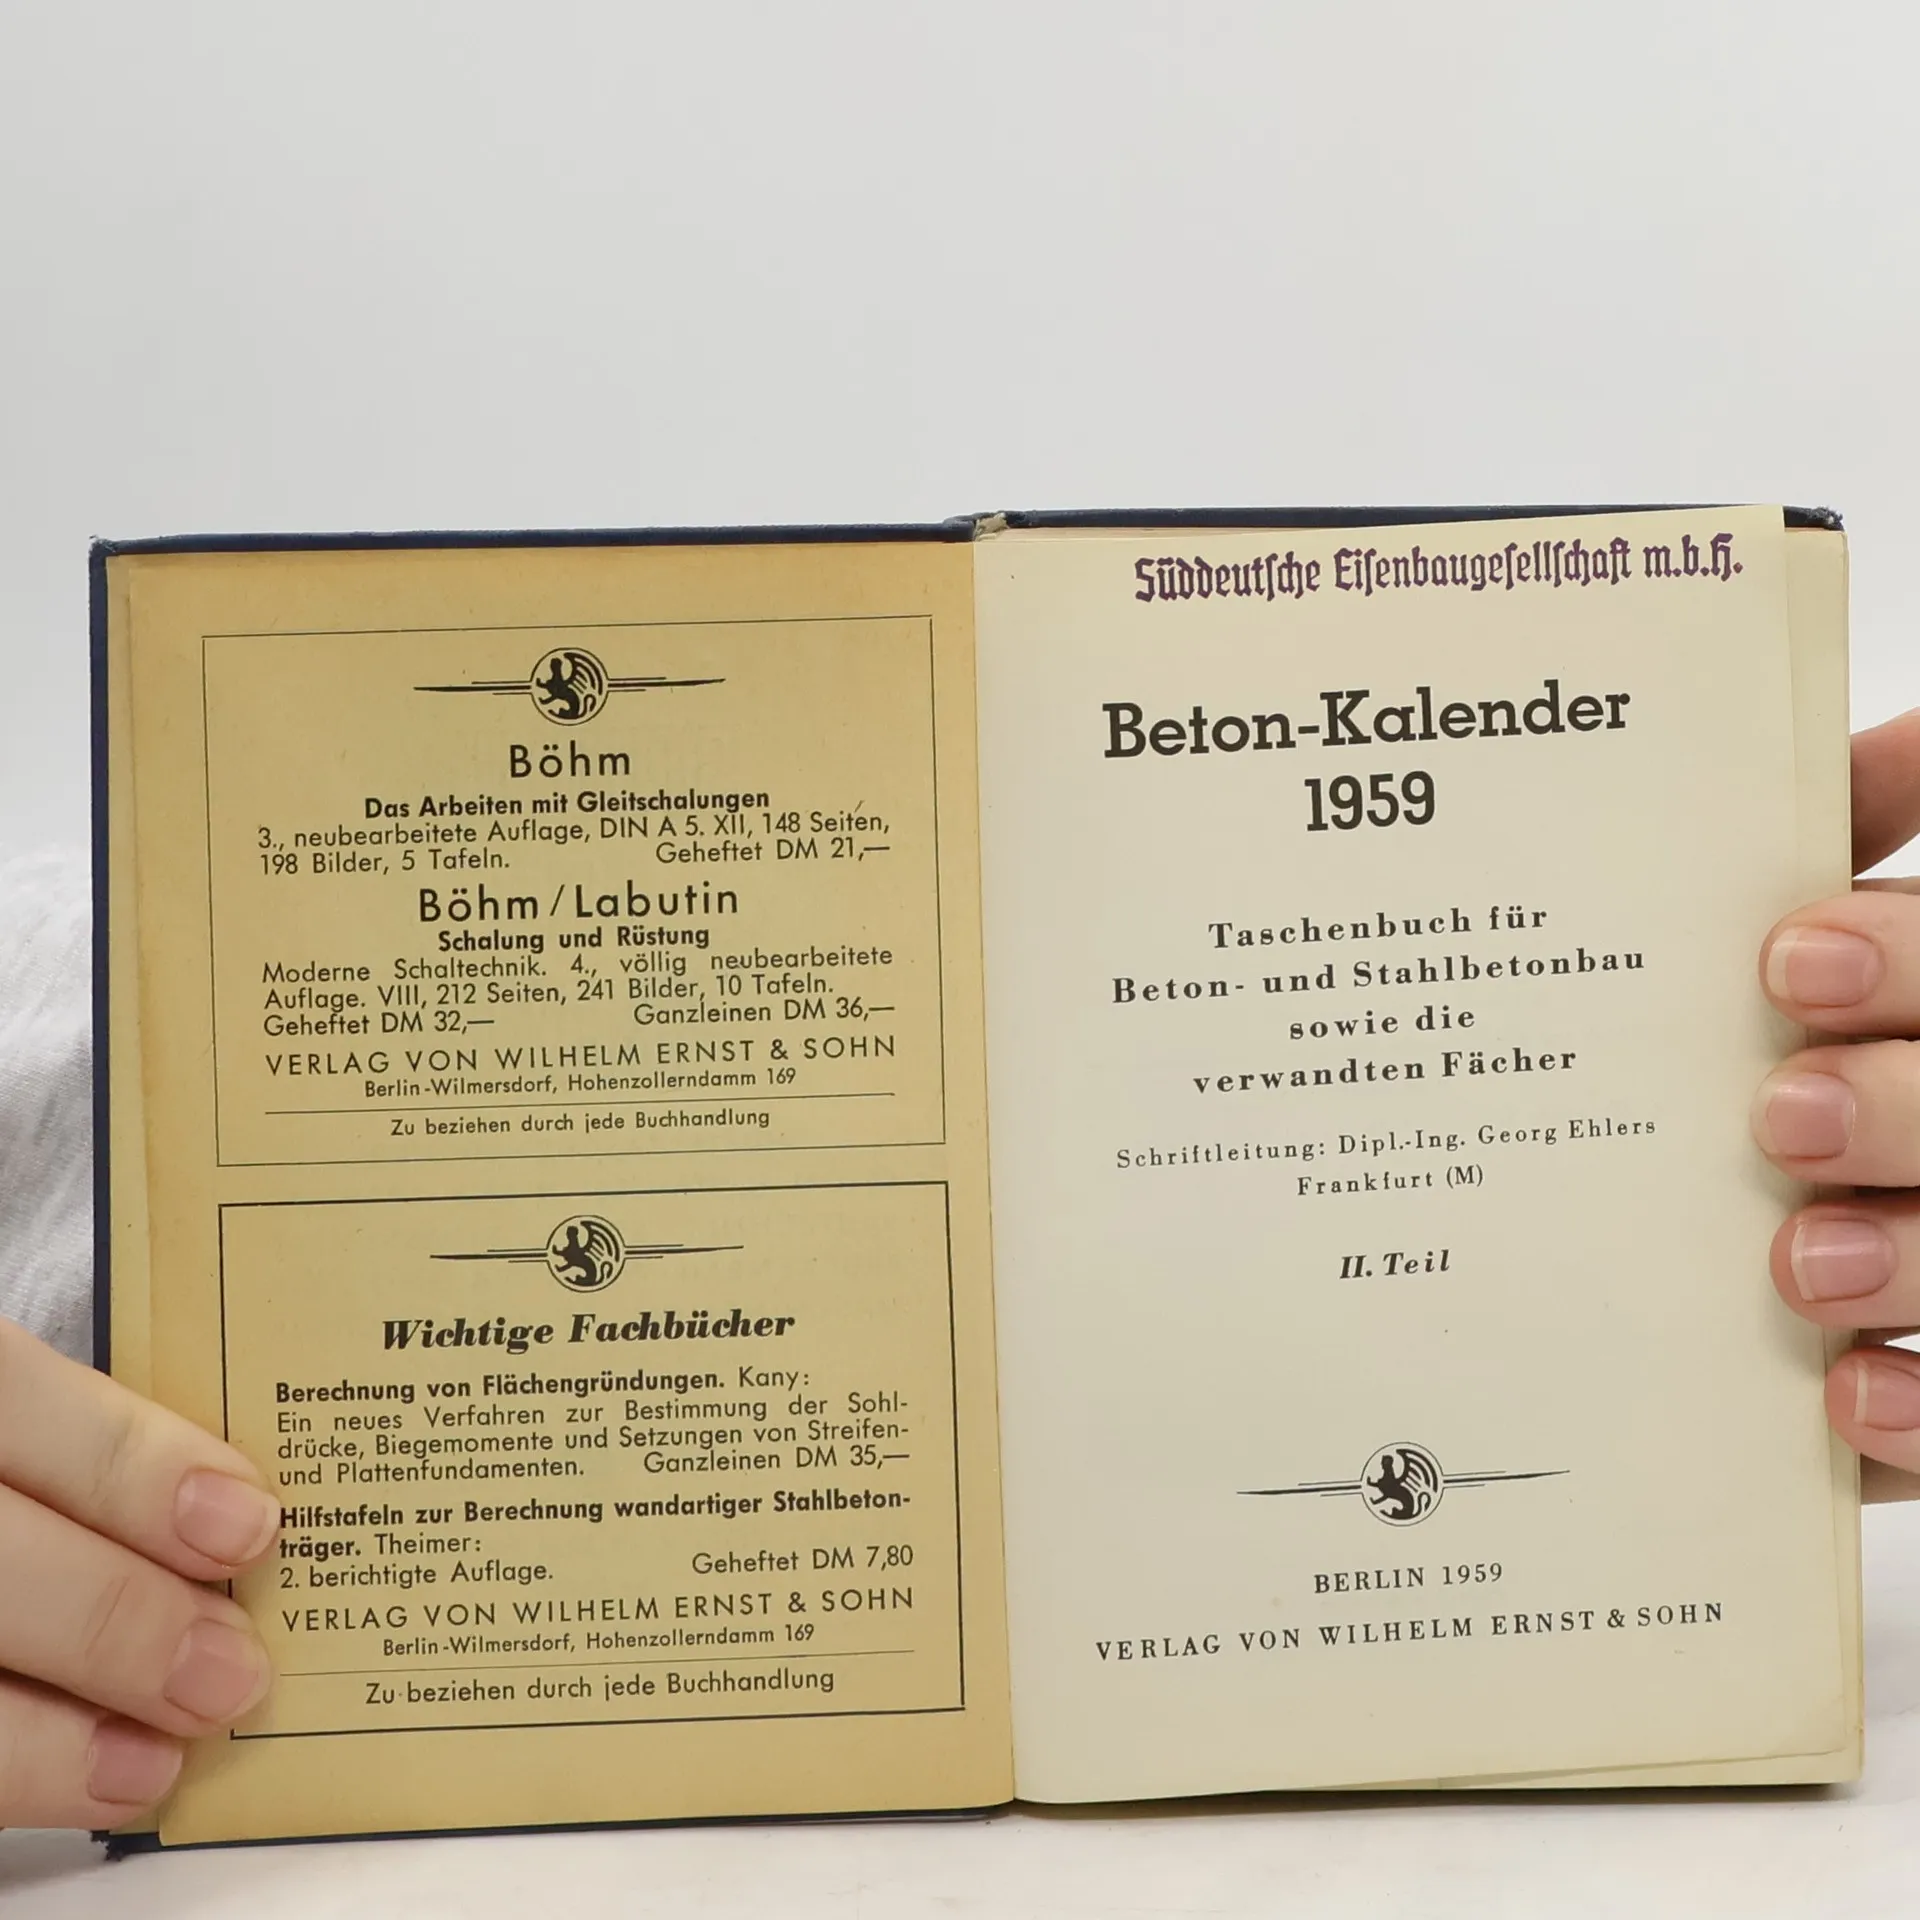 Böhm
Das Arbeiten mit Gleitschalungen
3., neubearbeitete Auflage, DIN A 5. XII, 148 Seiten,
198 Bilder, 5 Tafeln. Geheftet DM 21,—
Böhm / Labutin
Schalung und Rüstung
Moderne Schaltechnik. 4., völlig neubearbeitete
Auflage. VIII, 212 Seiten, 241 Bilder, 10 Tafeln.
Geheftet DM 32,— Ganzleinen DM 36,—
VERLAG VON WILHELM ERNST & SOHN
Berlin-Wilmersdorf, Hohenzollerndamm 169
Zu beziehen durch jede Buchhandlung
Wichtige Fachbücher
Berechnung von Flächengründungen. Kany:
Ein neues Verfahren zur Bestimmung der Sohl-
drücke, Biegemomente und Setzungen von Streifen-
und Plattenfundamenten. Ganzleinen DM 35,—
Hilfstafeln zur Berechnung wandartiger Stahlbeton-
träger. Theimer:
2. berichtigte Auflage. Geheftet DM 7,80
VERLAG VON WILHELM ERNST & SOHN
Berlin-Wilmersdorf, Hohenzollerndamm 169
Zu beziehen durch jede Buchhandlung
Süddeutſche Eiſenbaugeſellſchaft m.b.H.
Beton-Kalender
1959
Taschenbuch für
Beton- und Stahlbetonbau
sowie die
verwandten Fächer
Schriftleitung: Dipl.-Ing. Georg Ehlers
Frankfurt (M)
II. Teil
BERLIN 1959
VERLAG VON WILHELM ERNST & SOHN